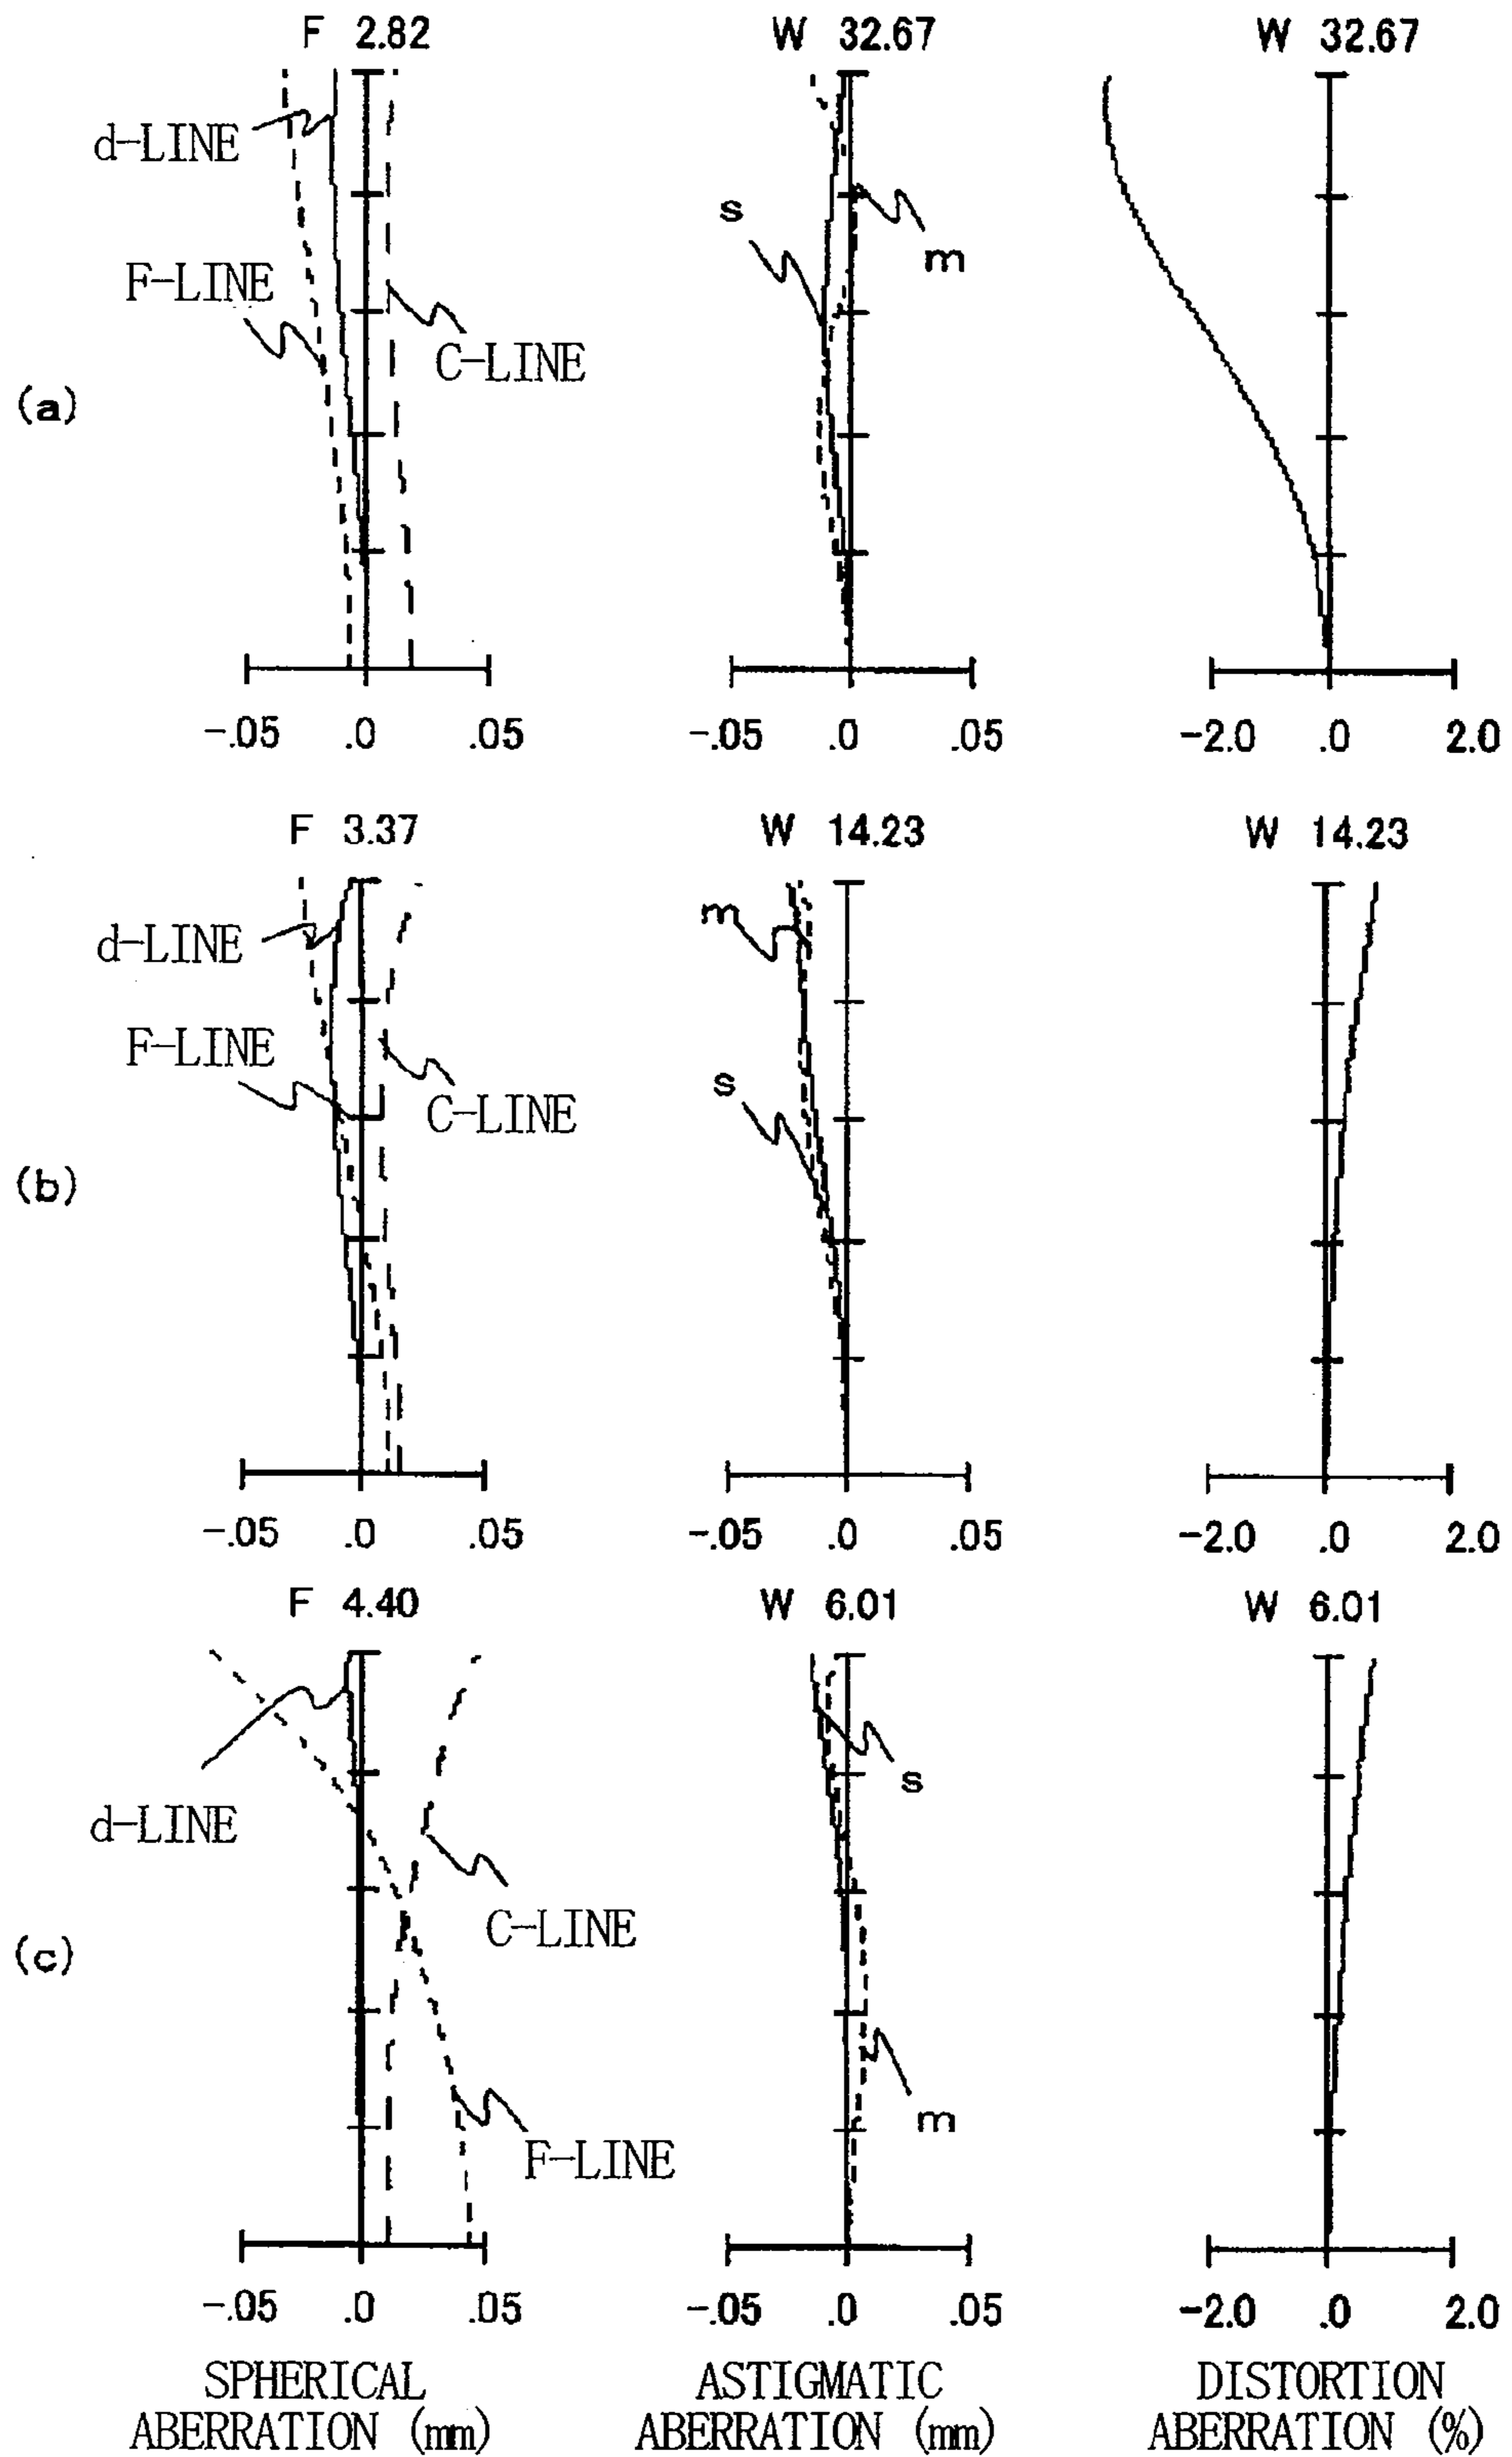 F 2.82 W 32.67 W 32.67
d-LINE
s
m
F-LINE
C-LINE
(a)
-.05 .0 .05 -.05 .0 .05 -2.0 .0 2.0
F 3.37 W 14.23 W 14.23
m
d-LINE
F-LINE
s
C-LINE
(b)
-.05 .0 .05 -.05 .0 .05 -2.0 .0 2.0
F 4.40 W 6.01 W 6.01
s
d-LINE
C-LINE
(c)
m
F-LINE
-.05 .0 .05 -.05 .0 .05 -2.0 .0 2.0
SPHERICAL ASTIGMATIC DISTORTION
ABERRATION (mm) ABERRATION (mm) ABERRATION (%)